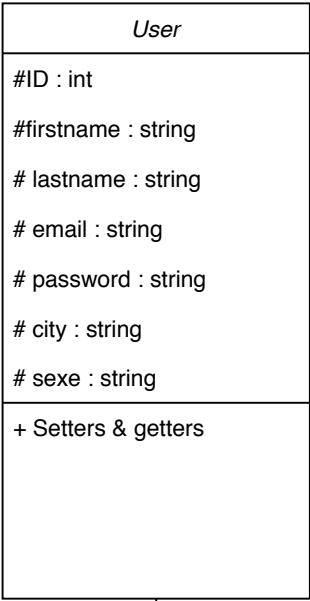 User
#ID : int
#firstname : string
# lastname : string
# email : string
# password : string
# city : string
# sexe : string
+ Setters & getters